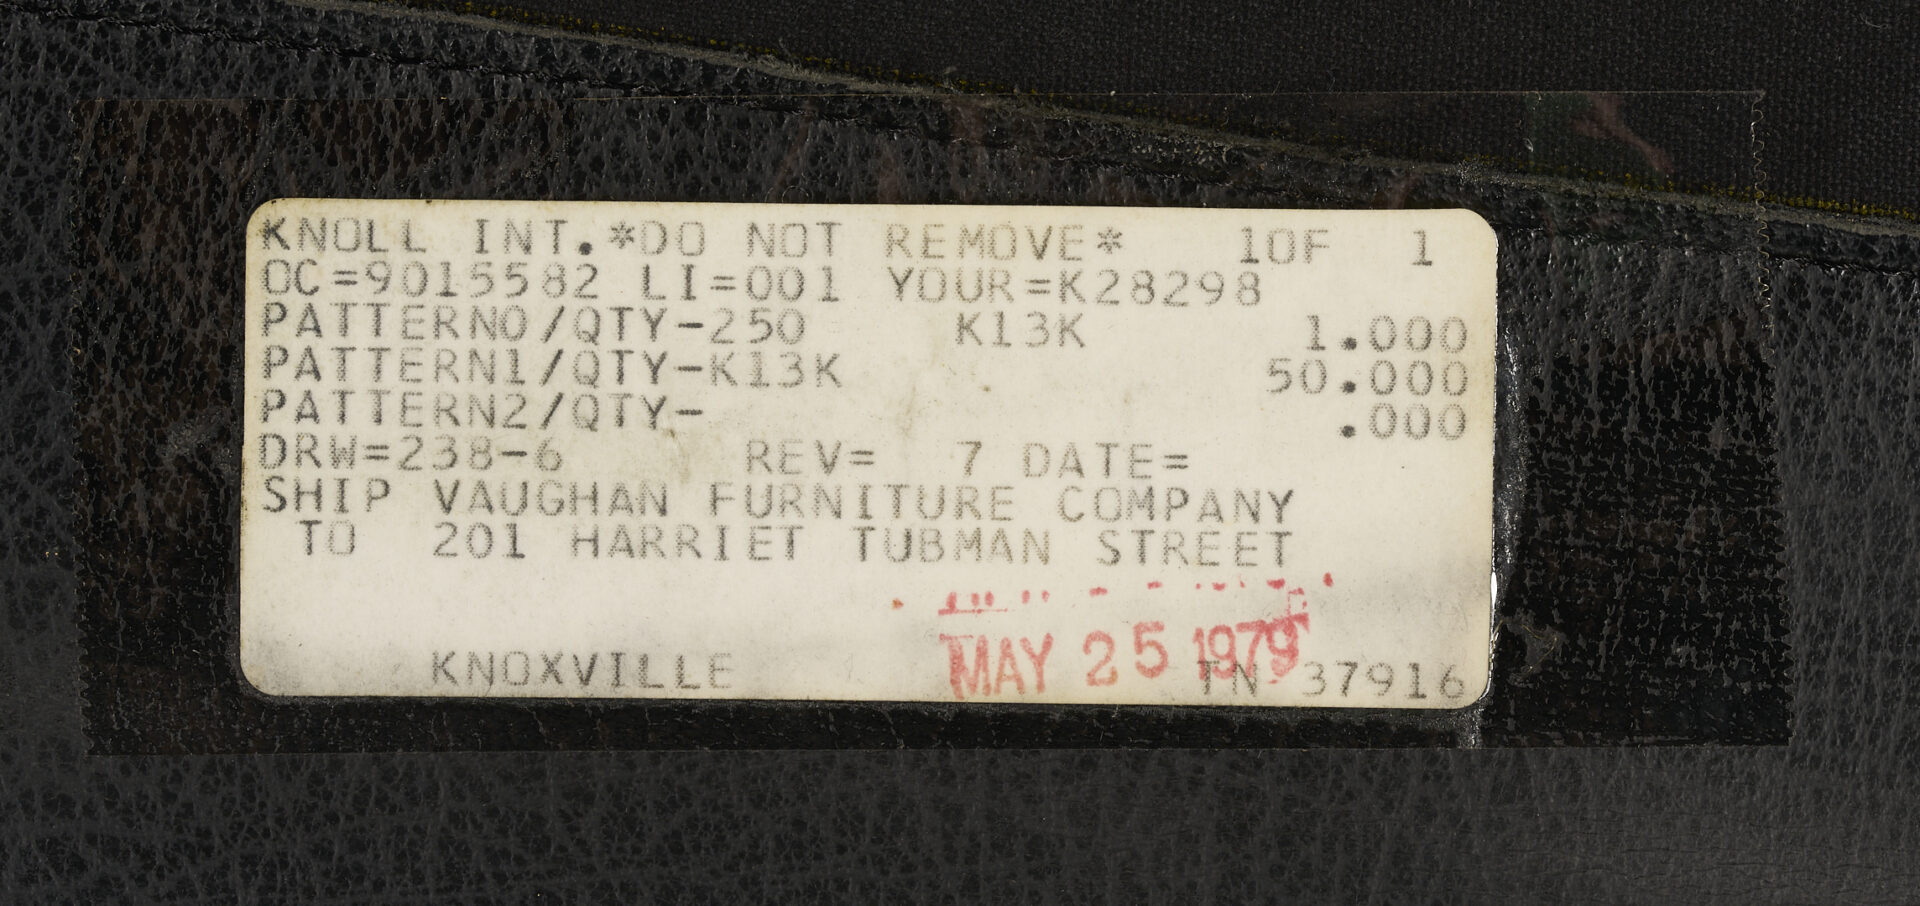 KNOLL INT.*DO NOT REMOVE* 1OF 1
OC=9015582 LI=001 YOUR=K28298
PATTERN0/QTY-250 K13K 1.000
PATTERN1/QTY-K13K 50.000
PATTERN2/QTY- .000
DRW=238-6 REV= 7 DATE=
SHIP VAUGHAN FURNITURE COMPANY
TO 201 HARRIET TUBMAN STREET
MAY 25 1979
KNOXVILLE TN 37916